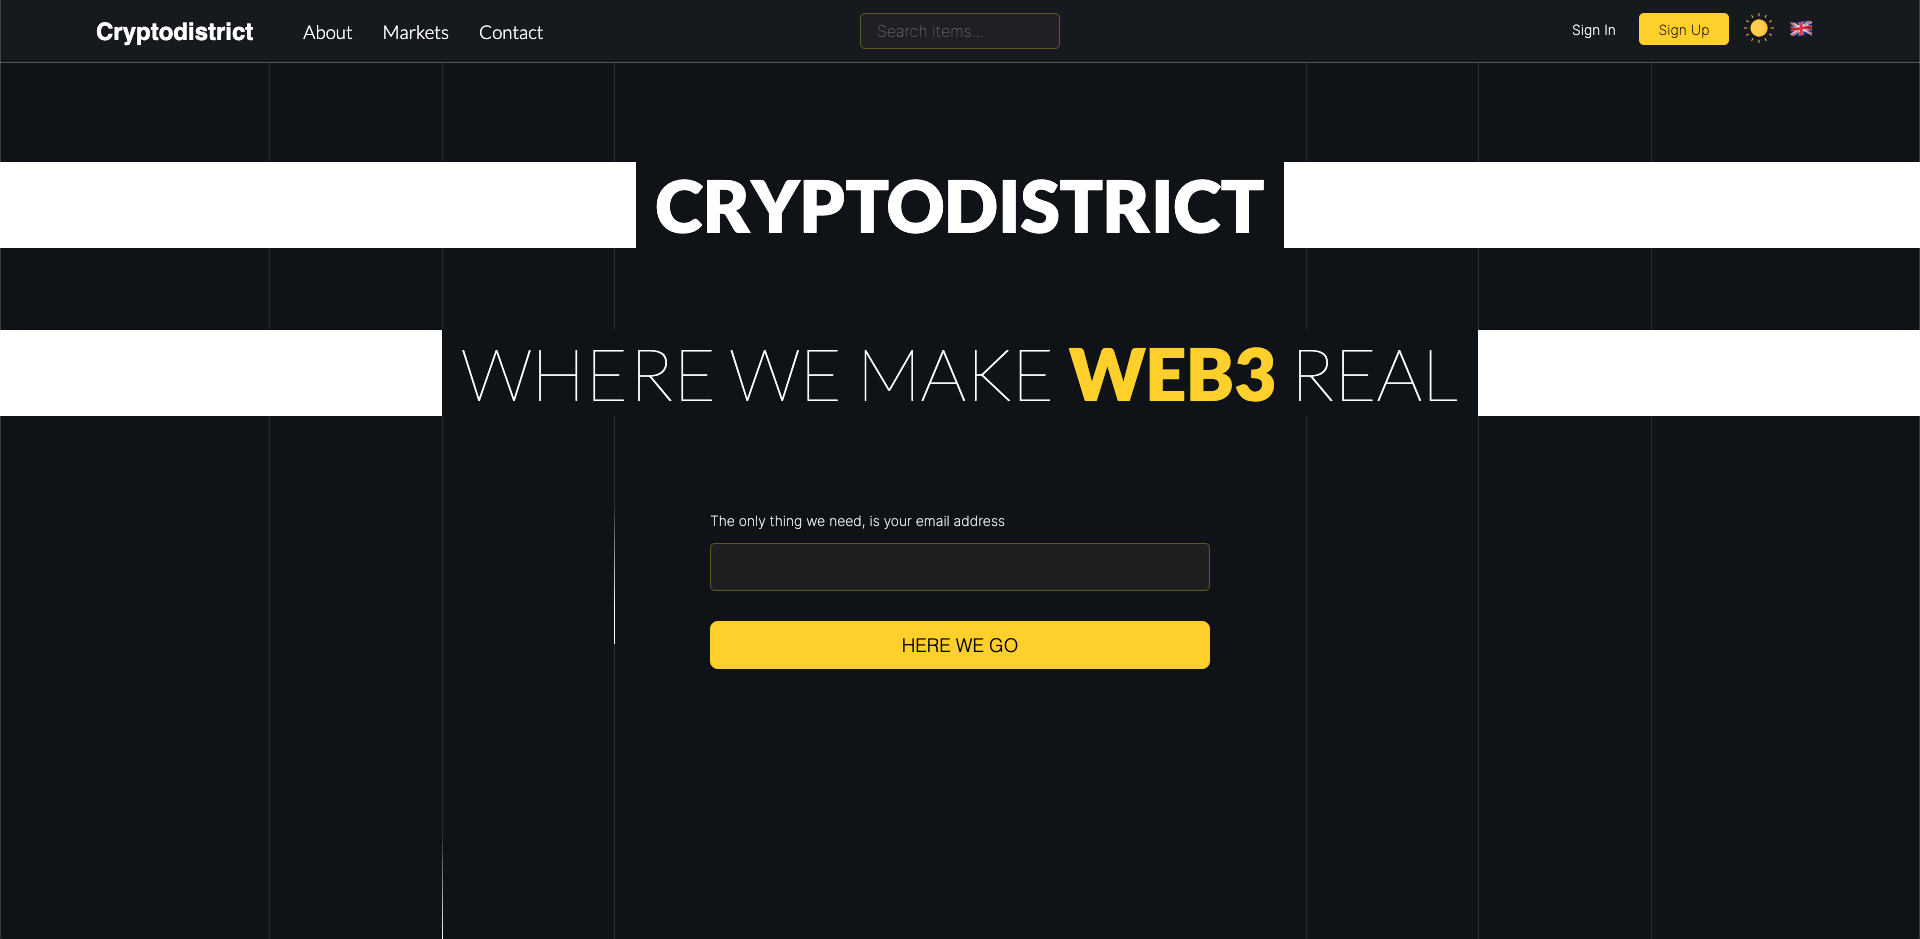 Cryptodistrict About Markets Contact Search items... Sign In Sign Up
CRYPTODISTRICT
WHERE WE MAKE WEB3 REAL
The only thing we need, is your email address
HERE WE GO